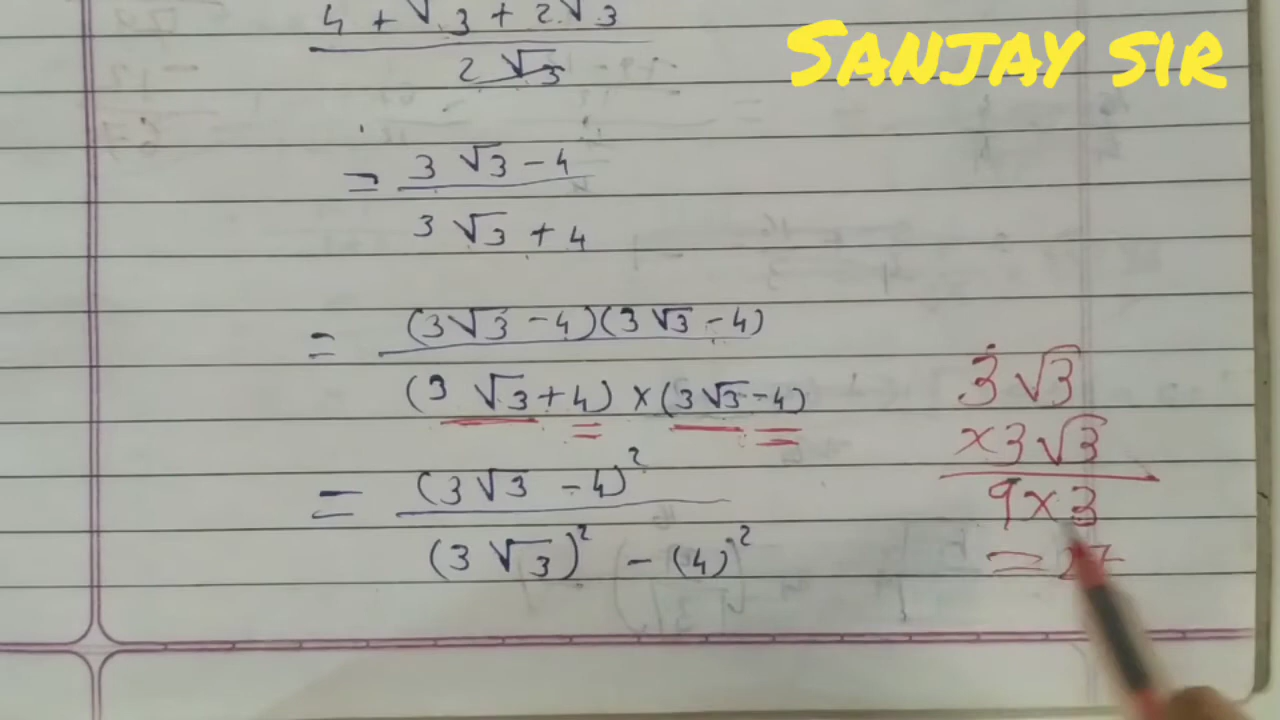 4 + √3 + 2√3
2√3
SANJAY SIR
= 3√3 - 4
3√3 + 4
= (3√3 - 4)(3√3 - 4)
(3√3 + 4) × (3√3 - 4)
= (3√3 - 4)²
(3√3)² - (4)²
3√3
×3√3
9×3
= 27